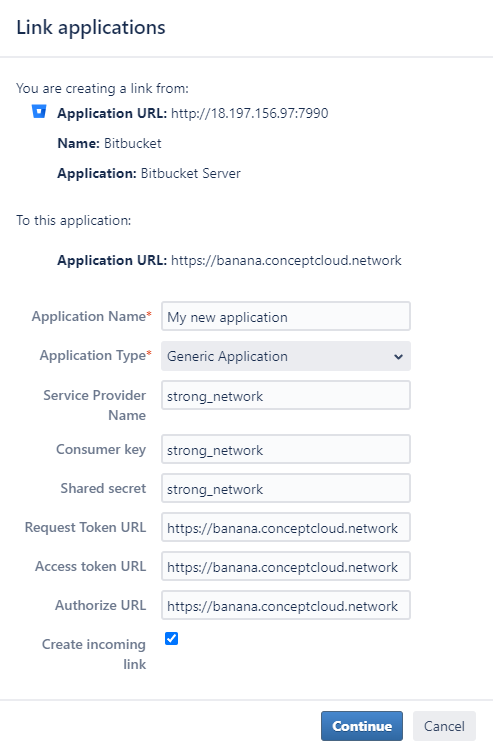 Link applications
You are creating a link from:
Application URL: http://18.197.156.97:7990
Name: Bitbucket
Application: Bitbucket Server
To this application:
Application URL: https://banana.conceptcloud.network
Application Name* My new application
Application Type* Generic Application
Service Provider strong_network
Name
Consumer key strong_network
Shared secret strong_network
Request Token URL https://banana.conceptcloud.network
Access token URL https://banana.conceptcloud.network
Authorize URL https://banana.conceptcloud.network
Create incoming
link
Continue Cancel